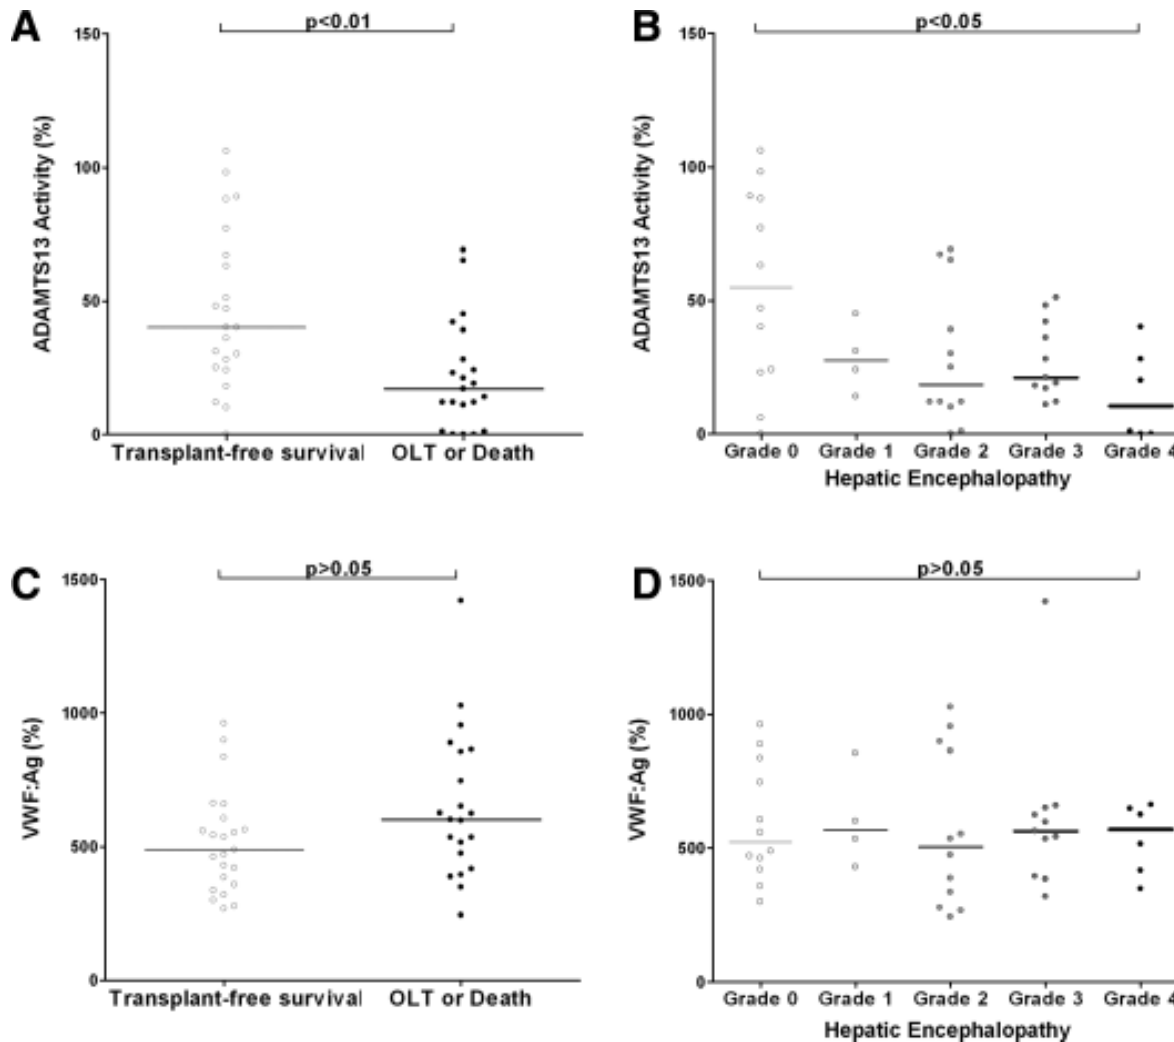 A
p<0.01
150
100
50
0
ADAMTS13 Activity (%)
Transplant-free survival OLT or Death
B
p<0.05
150
100
50
0
ADAMTS13 Activity (%)
Grade 0 Grade 1 Grade 2 Grade 3 Grade 4
Hepatic Encephalopathy
C
p>0.05
1500
1000
500
0
VWF:Ag (%)
Transplant-free survival OLT or Death
D
p>0.05
1500
1000
500
0
VWF:Ag (%)
Grade 0 Grade 1 Grade 2 Grade 3 Grade 4
Hepatic Encephalopathy